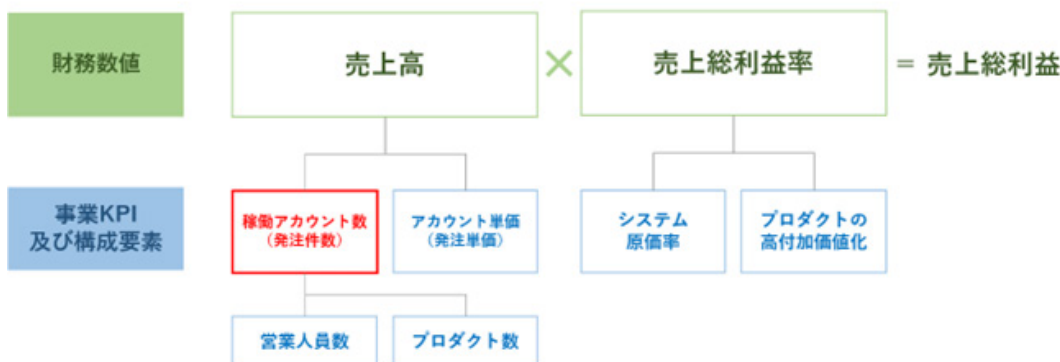 財務数値
売上高
×
売上総利益率
= 売上総利益
事業KPI
及び構成要素
稼働アカウント数
(発注件数)
アカウント単価
(発注単価)
システム
原価率
プロダクトの
高付加価値化
営業人員数
プロダクト数